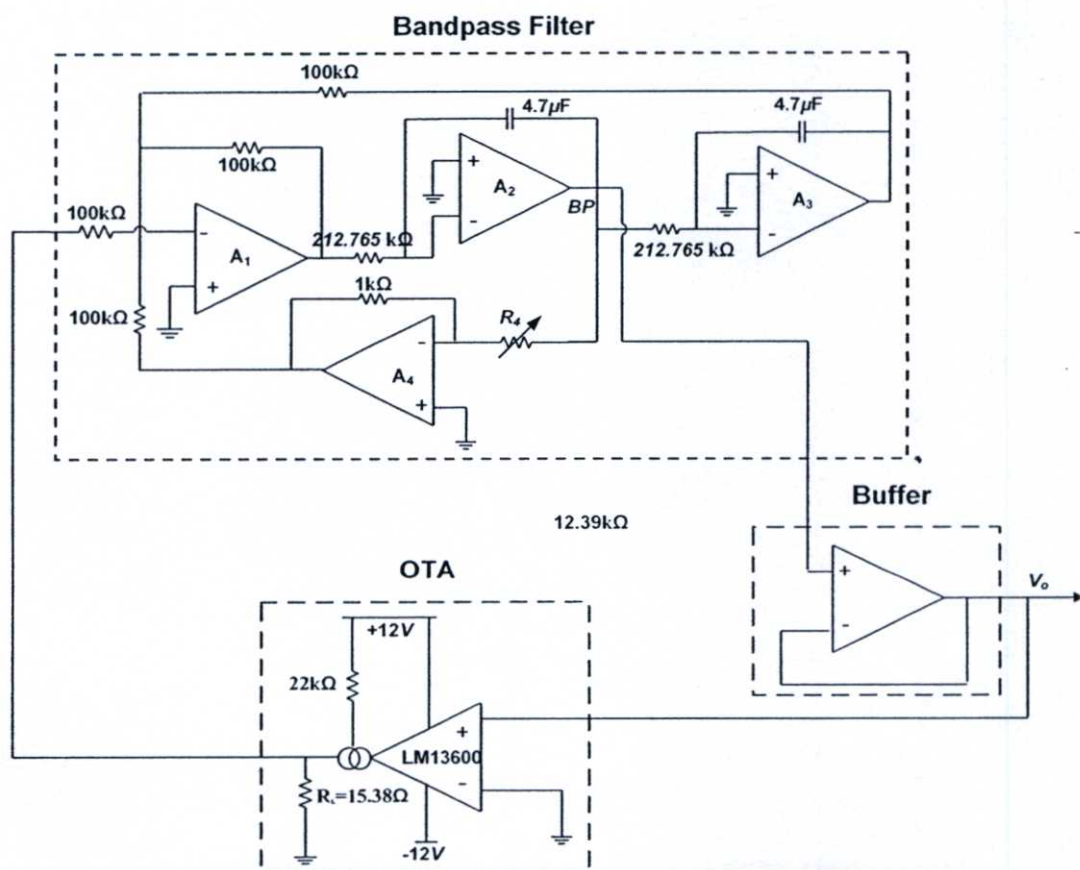 Bandpass Filter
100kΩ
4.7µF
4.7µF
100kΩ
+
A2
-
BP
+
A3
-
100kΩ
-
A1
+
212.765 kΩ
212.765 kΩ
1kΩ
100kΩ
R4
-
A4
+
Buffer
12.39kΩ
+
-
Vo
OTA
+12V
22kΩ
+
LM13600
-
RL=15.38Ω
-12V